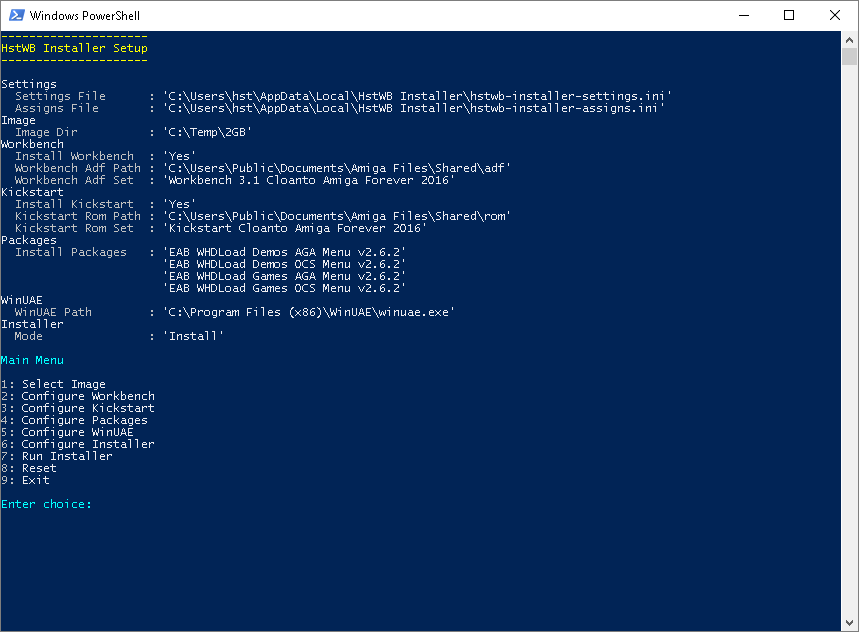 Windows PowerShell
---------------------
HstWB Installer Setup
---------------------
Settings
  Settings File      : 'C:\Users\hst\AppData\Local\HstWB Installer\hstwb-installer-settings.ini'
  Assigns File       : 'C:\Users\hst\AppData\Local\HstWB Installer\hstwb-installer-assigns.ini'
Image
  Image Dir          : 'C:\Temp\2GB'
Workbench
  Install Workbench  : 'Yes'
  Workbench Adf Path : 'C:\Users\Public\Documents\Amiga Files\Shared\adf'
  Workbench Adf Set  : 'Workbench 3.1 Cloanto Amiga Forever 2016'
Kickstart
  Install Kickstart  : 'Yes'
  Kickstart Rom Path : 'C:\Users\Public\Documents\Amiga Files\Shared\rom'
  Kickstart Rom Set  : 'Kickstart Cloanto Amiga Forever 2016'
Packages
  Install Packages   : 'EAB WHDLoad Demos AGA Menu v2.6.2'
                       'EAB WHDLoad Demos OCS Menu v2.6.2'
                       'EAB WHDLoad Games AGA Menu v2.6.2'
                       'EAB WHDLoad Games OCS Menu v2.6.2'
WinUAE
  WinUAE Path        : 'C:\Program Files (x86)\WinUAE\winuae.exe'
Installer
  Mode               : 'Install'
Main Menu
1: Select Image
2: Configure Workbench
3: Configure Kickstart
4: Configure Packages
5: Configure WinUAE
6: Configure Installer
7: Run Installer
8: Reset
9: Exit
Enter choice: